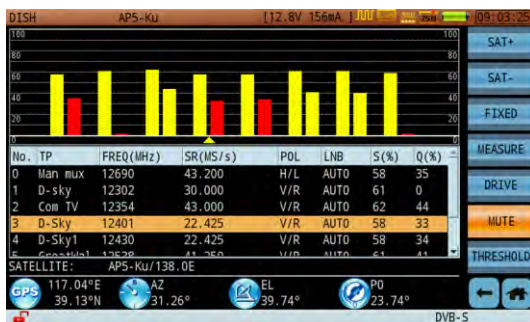 DISH AP5-Ku [12.8V 156mA ] 09:03:25
100 100
80 80
60 60
40 40
20 20
0 0
No. TP FREQ(MHz) SR(MS/s) POL LNB S(%) Q(%)
0 Man mux 12690 43.200 H/L AUTO 58 35
1 D-sky 12302 30.000 V/R AUTO 61 0
2 Com TV 12354 43.000 V/R AUTO 62 44
3 D-Sky 12401 22.425 V/R AUTO 58 33
4 D-Sky1 12430 22.425 V/R AUTO 58 34
SATELLITE: AP5-Ku/138.0E
GPS 117.04°E 39.13°N
AZ 31.26°
EL 39.74°
PO 23.74°
DVB-S
SAT+
SAT-
FIXED
MEASURE
DRIVE
MUTE
THRESHOLD